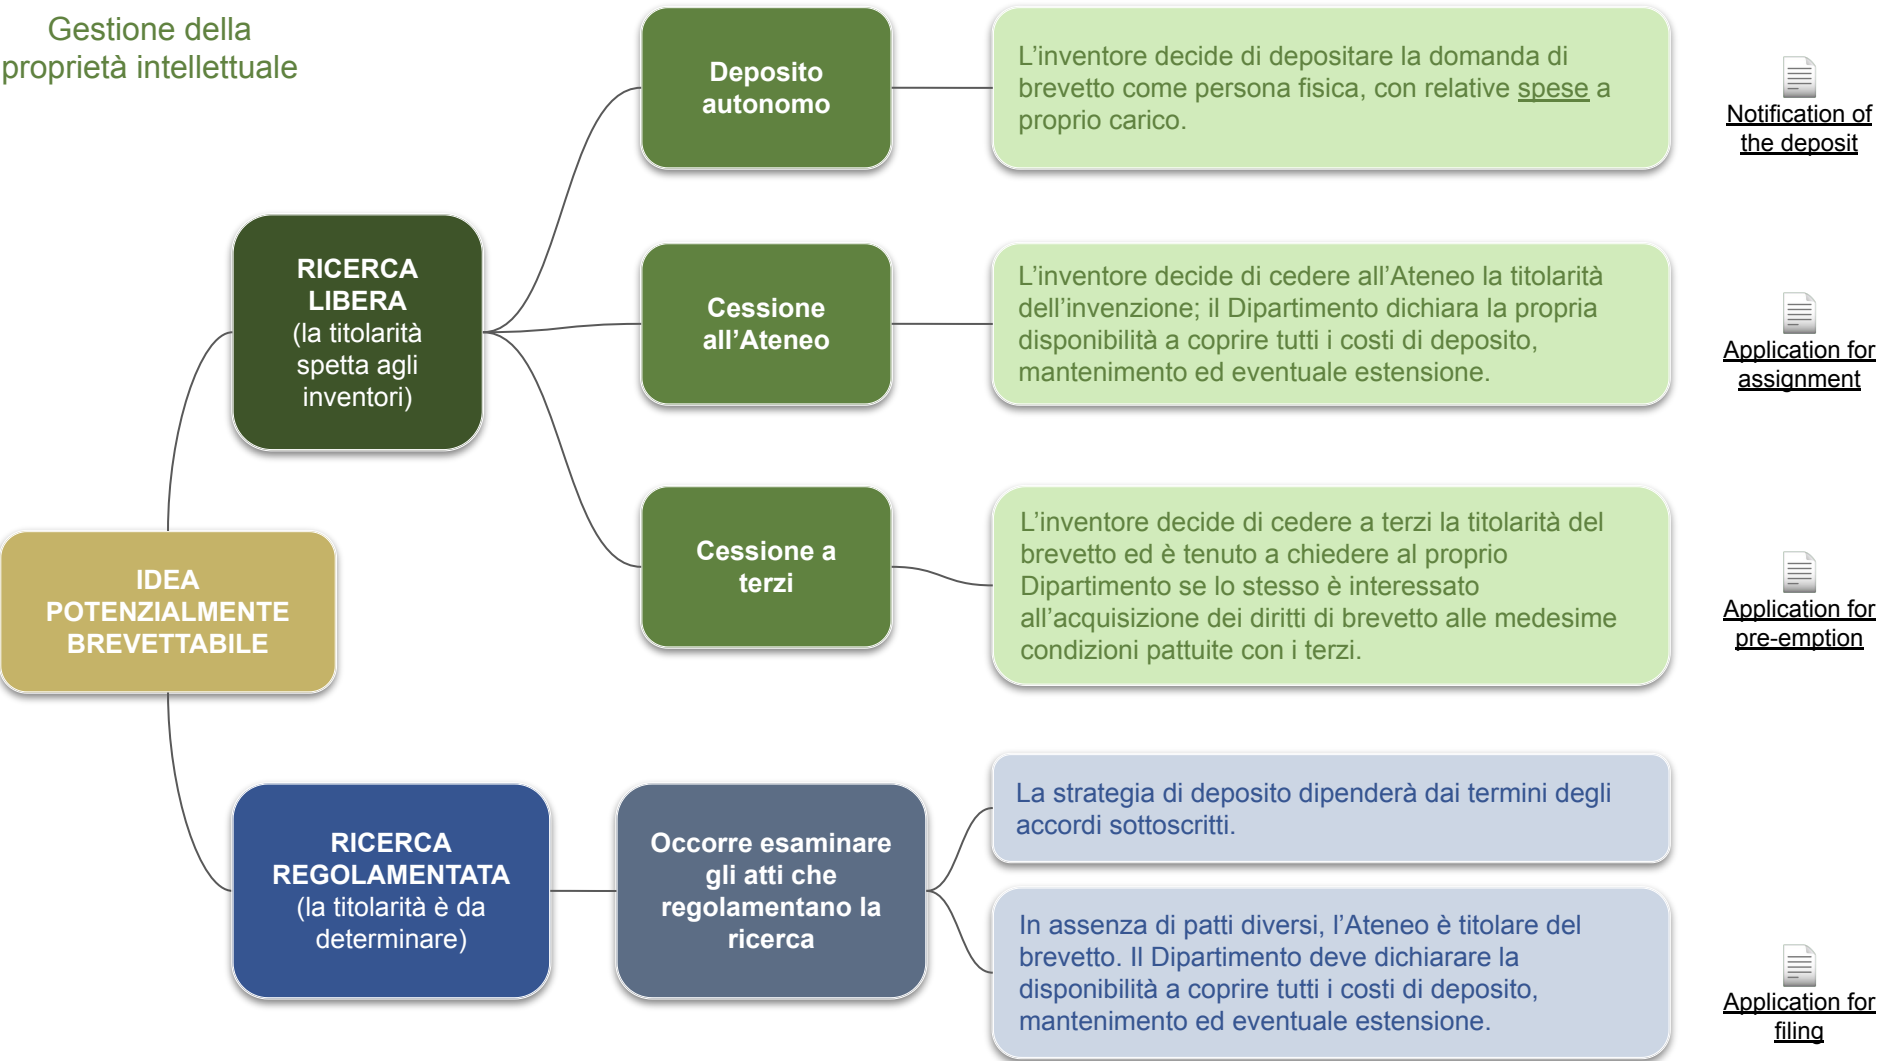 Gestione della
proprietà intellettuale
Deposito
autonomo
L’inventore decide di depositare la domanda di
brevetto come persona fisica, con relative spese a
proprio carico.
Notification of
the deposit
RICERCA
LIBERA
(la titolarità
spetta agli
inventori)
Cessione
all’Ateneo
L’inventore decide di cedere all’Ateneo la titolarità
dell’invenzione; il Dipartimento dichiara la propria
disponibilità a coprire tutti i costi di deposito,
mantenimento ed eventuale estensione.
Application for
assignment
Cessione a
terzi
L’inventore decide di cedere a terzi la titolarità del
brevetto ed è tenuto a chiedere al proprio
Dipartimento se lo stesso è interessato
all’acquisizione dei diritti di brevetto alle medesime
condizioni pattuite con i terzi.
Application for
pre-emption
IDEA
POTENZIALMENTE
BREVETTABILE
RICERCA
REGOLAMENTATA
(la titolarità è da
determinare)
Occorre esaminare
gli atti che
regolamentano la
ricerca
La strategia di deposito dipenderà dai termini degli
accordi sottoscritti.
In assenza di patti diversi, l’Ateneo è titolare del
brevetto. Il Dipartimento deve dichiarare la
disponibilità a coprire tutti i costi di deposito,
mantenimento ed eventuale estensione.
Application for
filing